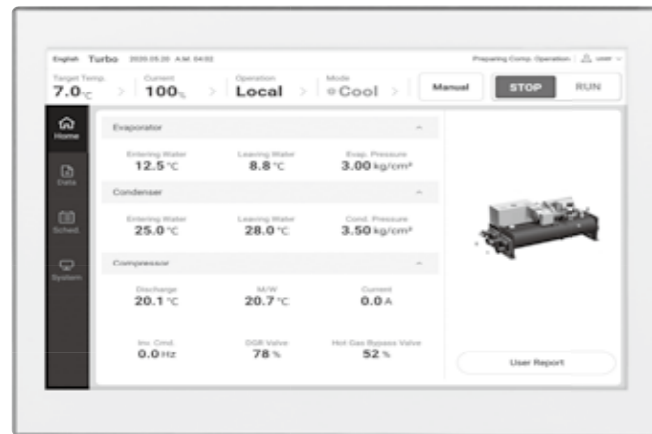 English Turbo 2020.05.20 A.M 04:02 Preparing Comp. Operation user
Target Temp. Current Operation Mode
7.0°C 100% Local Cool Manual STOP RUN
Home
Data
Sched.
System
Evaporator
Entering Water Leaving Water Evap. Pressure
12.5 °C 8.8 °C 3.00 kg/cm²
Condenser
Entering Water Leaving Water Cond. Pressure
25.0 °C 28.0 °C 3.50 kg/cm²
Compressor
Discharge M/W Current
20.1 °C 20.7 °C 0.0 A
Inv. Cmd. DGB Valve Hot Gas Bypass Valve
0.0 Hz 78 % 52 %
User Report